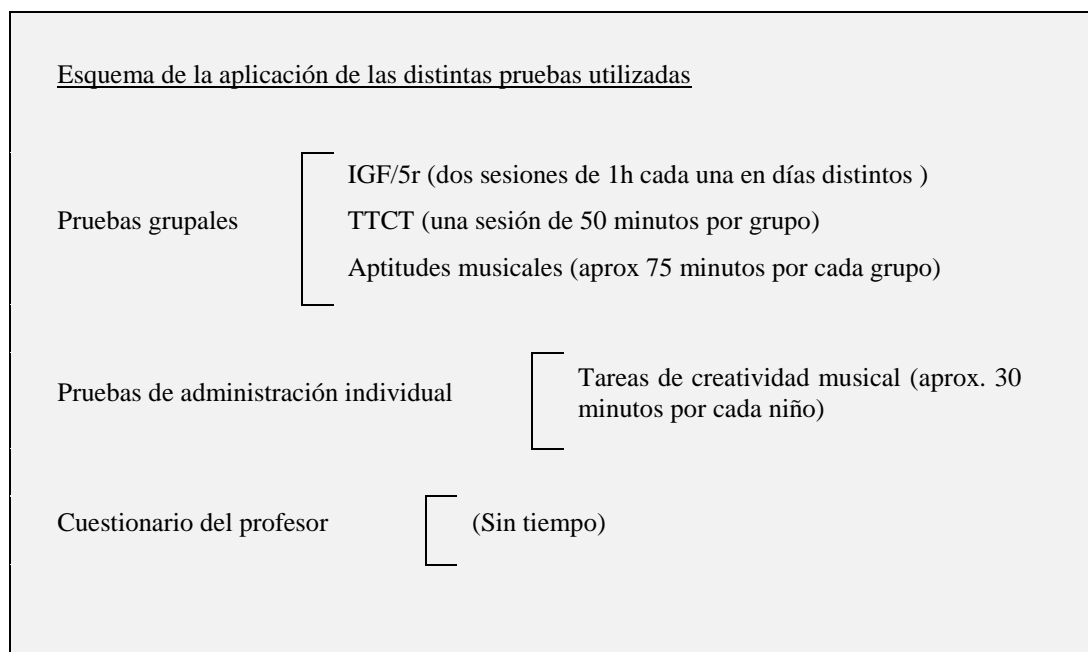 Esquema de la aplicación de las distintas pruebas utilizadas
Pruebas grupales
IGF/5r (dos sesiones de 1h cada una en días distintos )
TTCT (una sesión de 50 minutos por grupo)
Aptitudes musicales (aprox 75 minutos por cada grupo)
Pruebas de administración individual
Tareas de creatividad musical (aprox. 30
minutos por cada niño)
Cuestionario del profesor
(Sin tiempo)